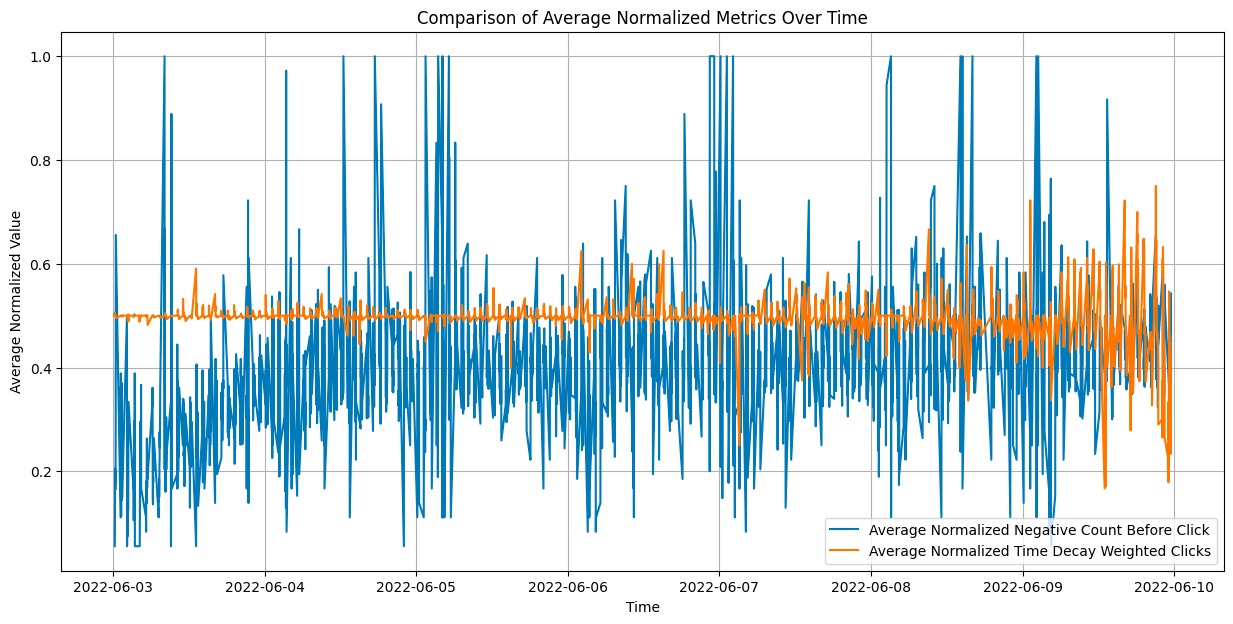 Comparison of Average Normalized Metrics Over Time
Average Normalized Value
1.0
0.8
0.6
0.4
0.2
Average Normalized Negative Count Before Click
Average Normalized Time Decay Weighted Clicks
2022-06-03 2022-06-04 2022-06-05 2022-06-06 2022-06-07 2022-06-08 2022-06-09 2022-06-10
Time